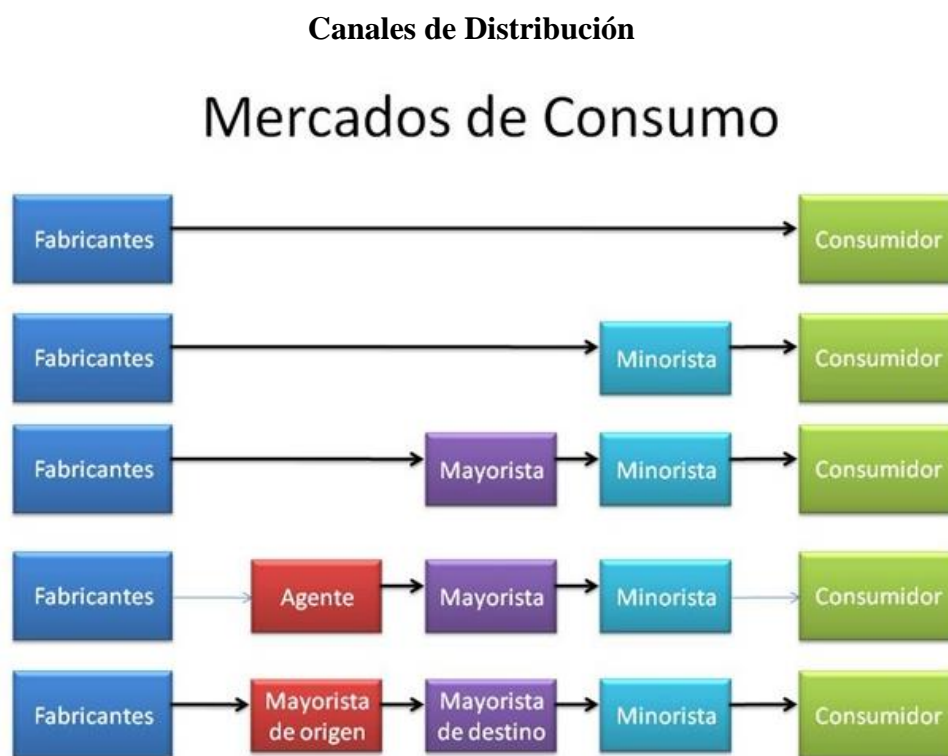 Canales de Distribución
Mercados de Consumo
Fabricantes
Consumidor
Fabricantes
Minorista
Consumidor
Fabricantes
Mayorista
Minorista
Consumidor
Fabricantes
Agente
Mayorista
Minorista
Consumidor
Fabricantes
Mayorista
de origen
Mayorista
de destino
Minorista
Consumidor